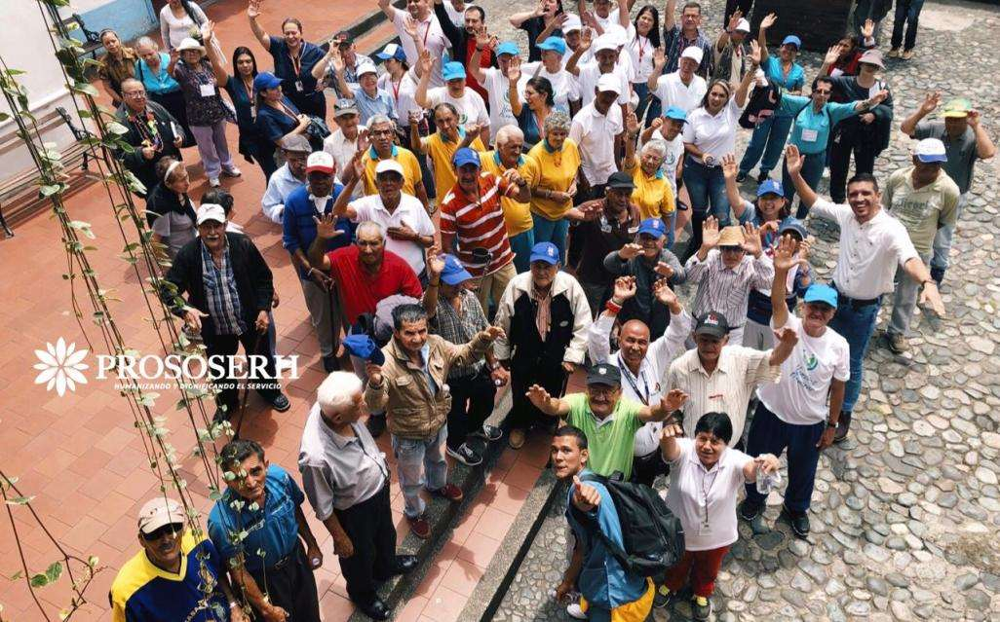 PROSOSERH
HUMANIZANDO Y DIGNIFICANDO EL SERVICIO